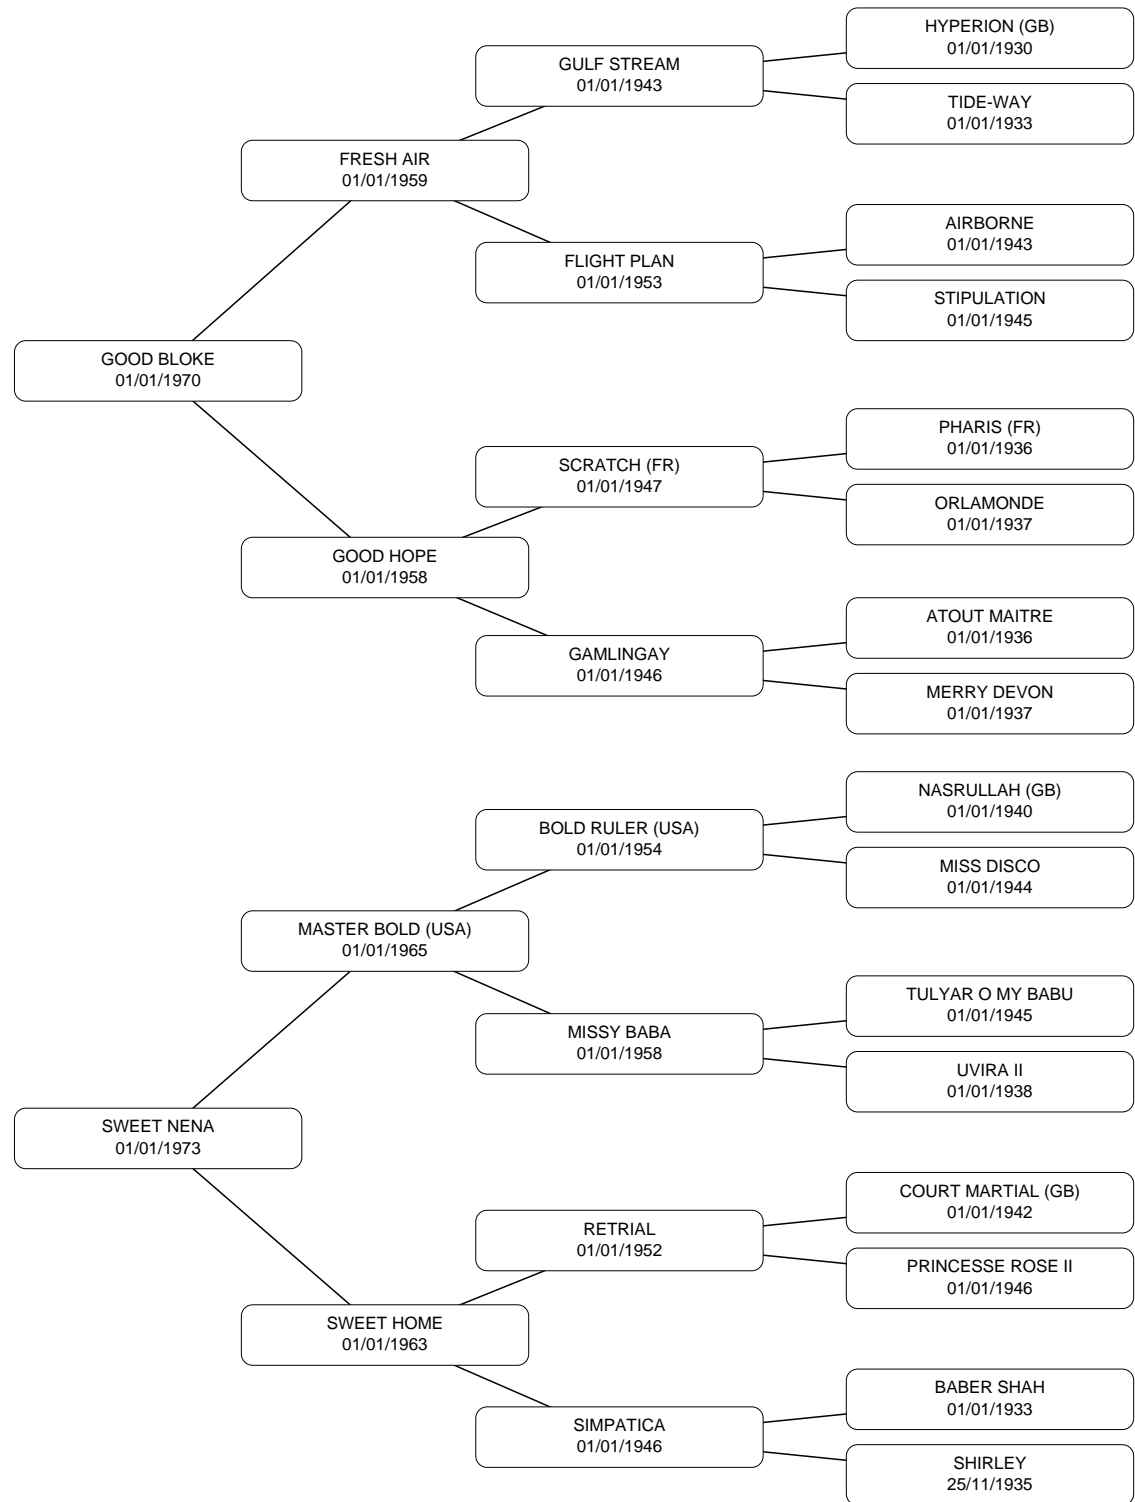 HYPERION (GB)
01/01/1930
GULF STREAM
01/01/1943
TIDE-WAY
01/01/1933
FRESH AIR
01/01/1959
AIRBORNE
01/01/1943
FLIGHT PLAN
01/01/1953
STIPULATION
01/01/1945
GOOD BLOKE
01/01/1970
PHARIS (FR)
01/01/1936
SCRATCH (FR)
01/01/1947
ORLAMONDE
01/01/1937
GOOD HOPE
01/01/1958
ATOUT MAITRE
01/01/1936
GAMLINGAY
01/01/1946
MERRY DEVON
01/01/1937
NASRULLAH (GB)
01/01/1940
BOLD RULER (USA)
01/01/1954
MISS DISCO
01/01/1944
MASTER BOLD (USA)
01/01/1965
TULYAR O MY BABU
01/01/1945
MISSY BABA
01/01/1958
UVIRA II
01/01/1938
SWEET NENA
01/01/1973
COURT MARTIAL (GB)
01/01/1942
RETRIAL
01/01/1952
PRINCESSE ROSE II
01/01/1946
SWEET HOME
01/01/1963
BABER SHAH
01/01/1933
SIMPATICA
01/01/1946
SHIRLEY
25/11/1935